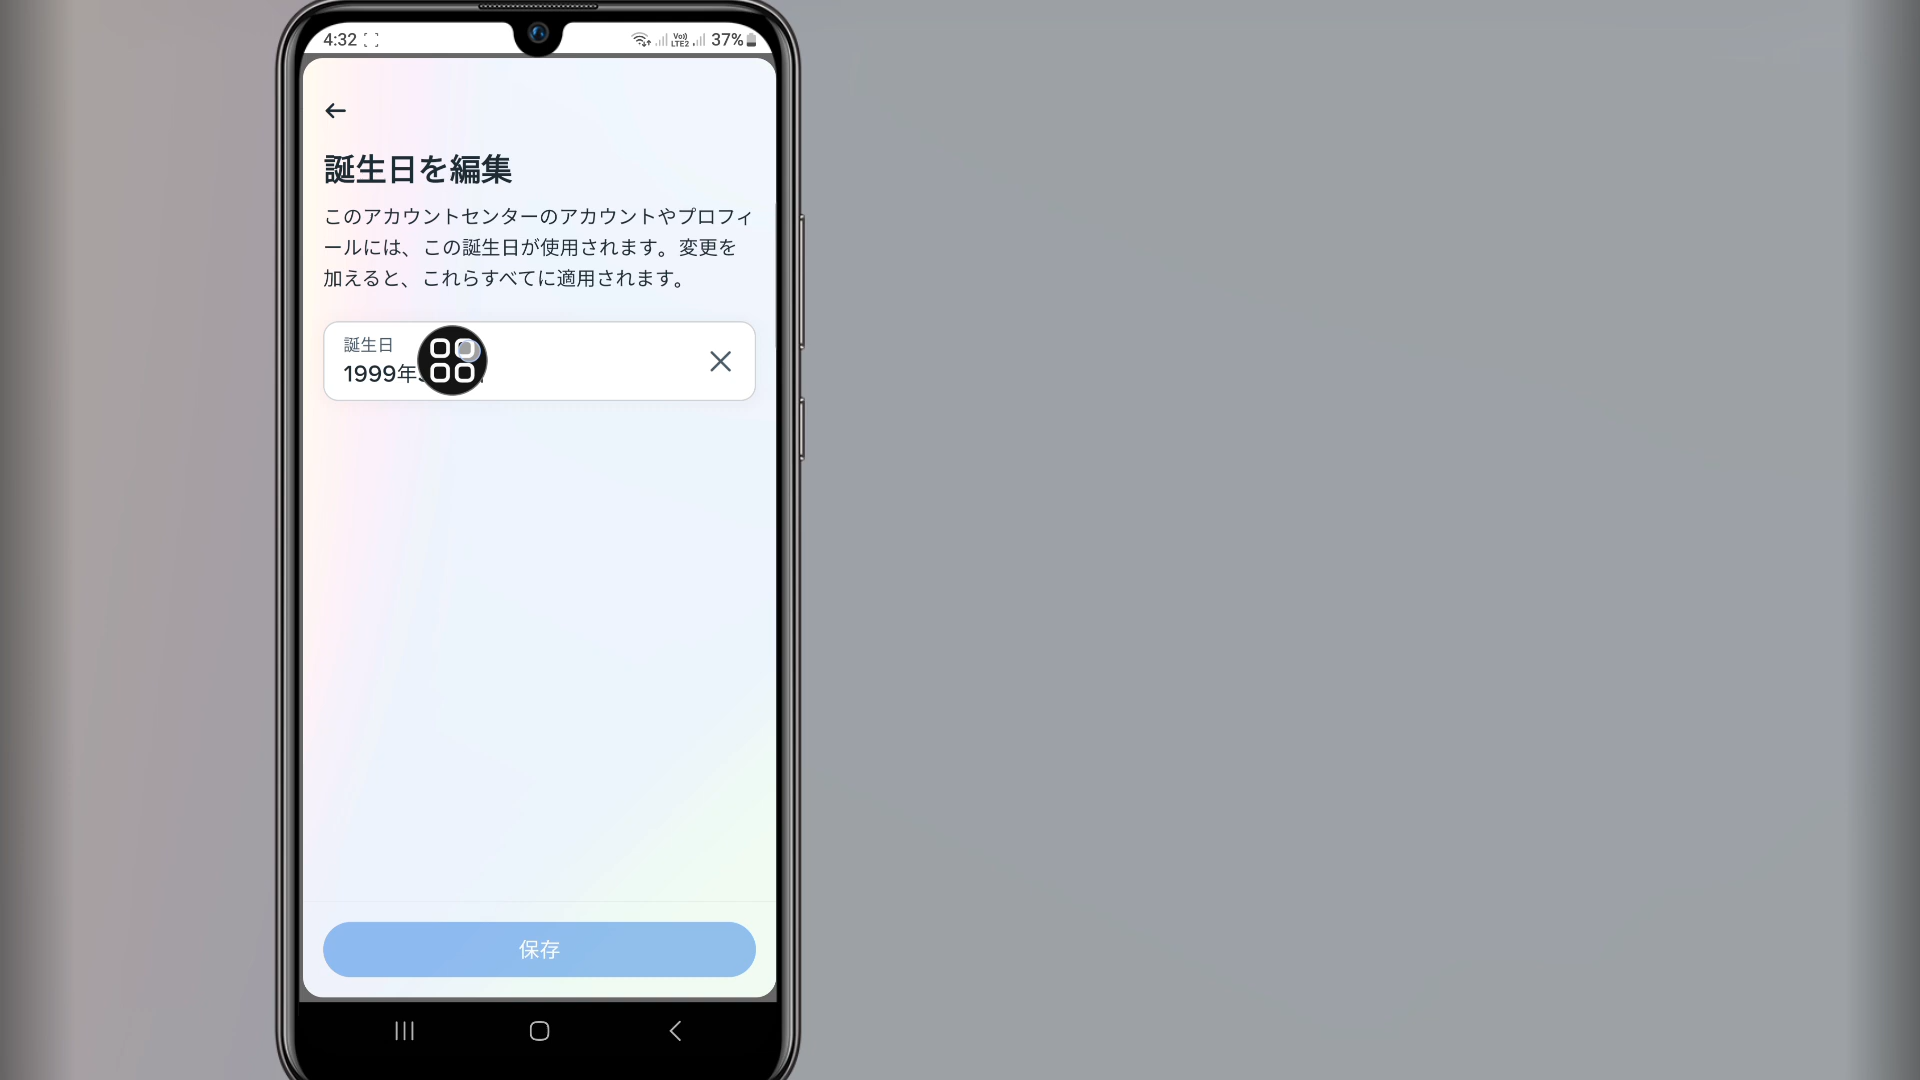 4:32
Vo))
LTE2
37%
誕生日を編集
このアカウントセンターのアカウントやプロフィ
ールには、この誕生日が使用されます。変更を
加えると、これらすべてに適用されます。
誕生日
1999年
保存